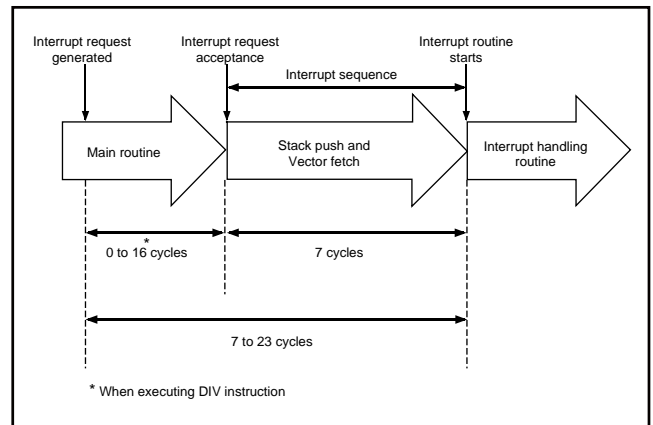 Interrupt request
generated
Interrupt request
acceptance
Interrupt routine
starts
Interrupt sequence
Main routine
Stack push and
Vector fetch
Interrupt handling
routine
*
0 to 16 cycles
7 cycles
7 to 23 cycles
* When executing DIV instruction